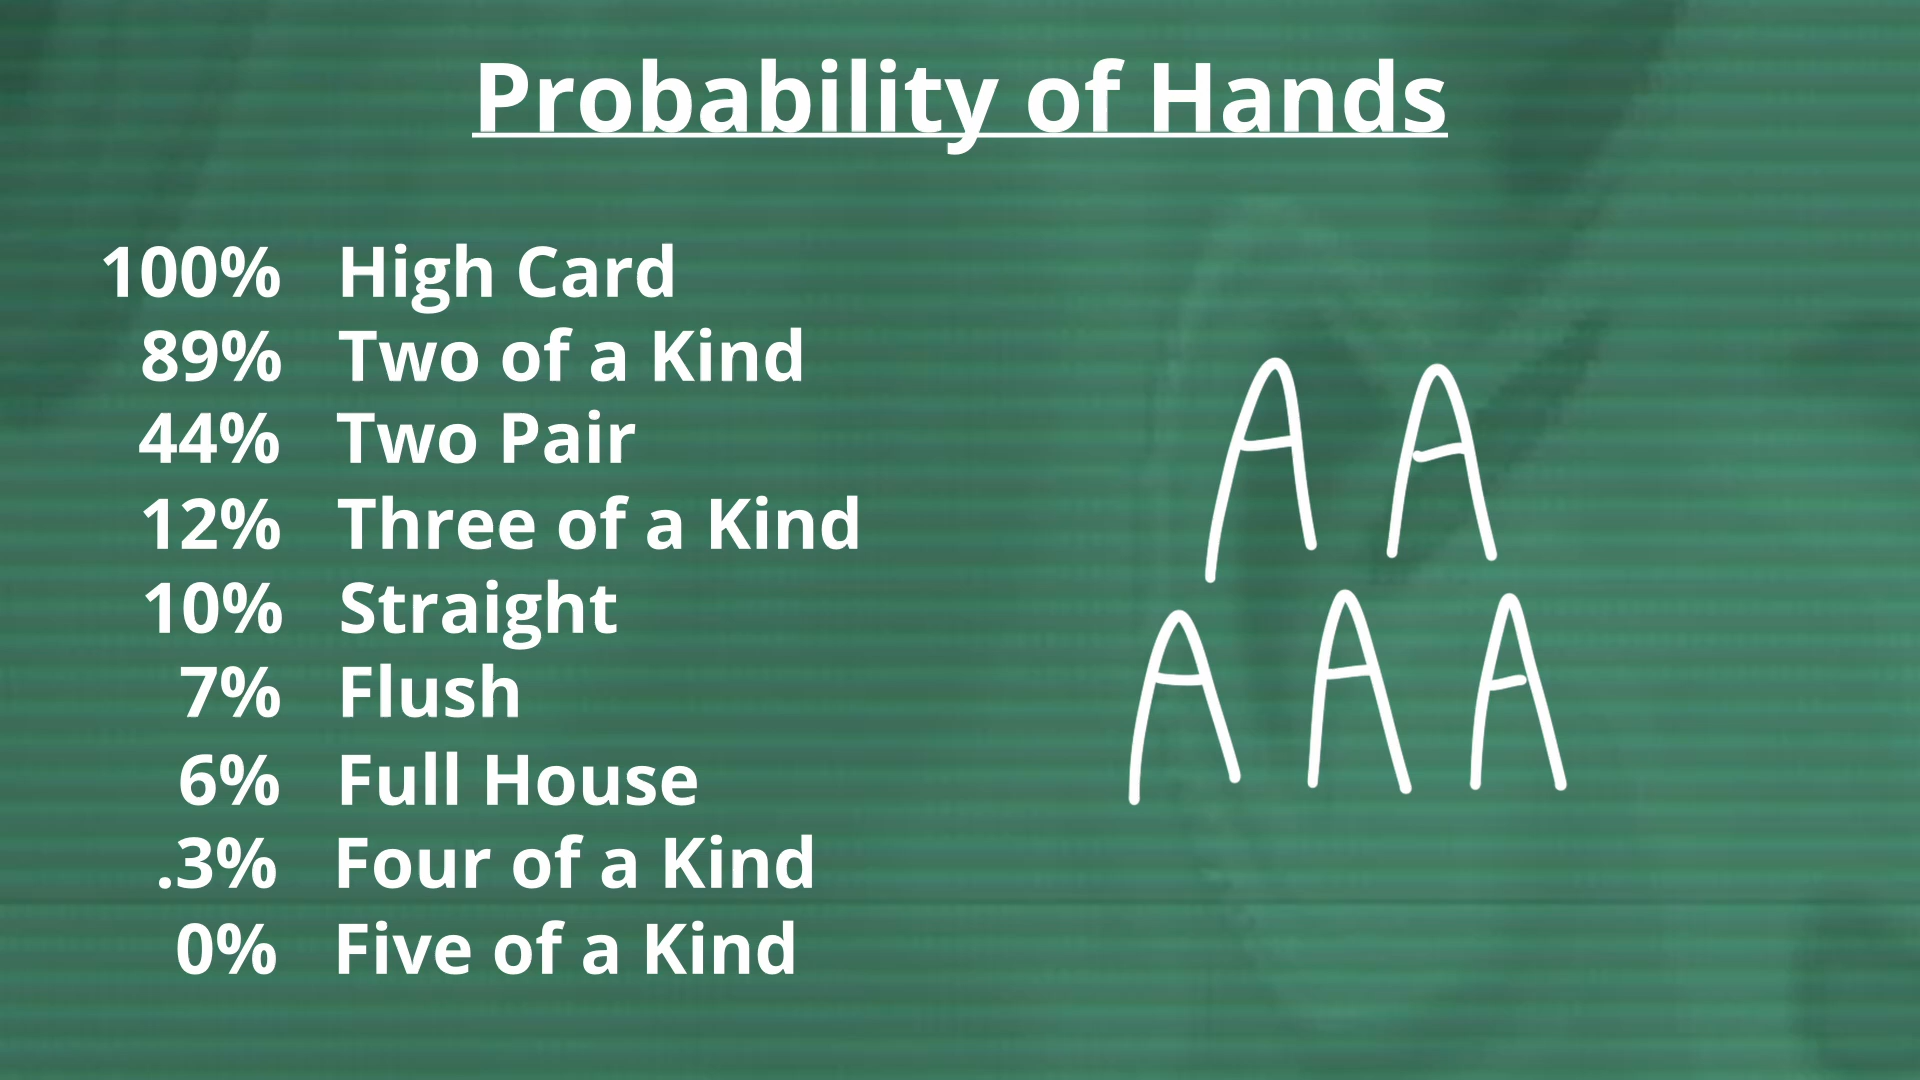 Probability of Hands
100% High Card
89% Two of a Kind
44% Two Pair
12% Three of a Kind
10% Straight
7% Flush
6% Full House
.3% Four of a Kind
0% Five of a Kind
A A
A A A